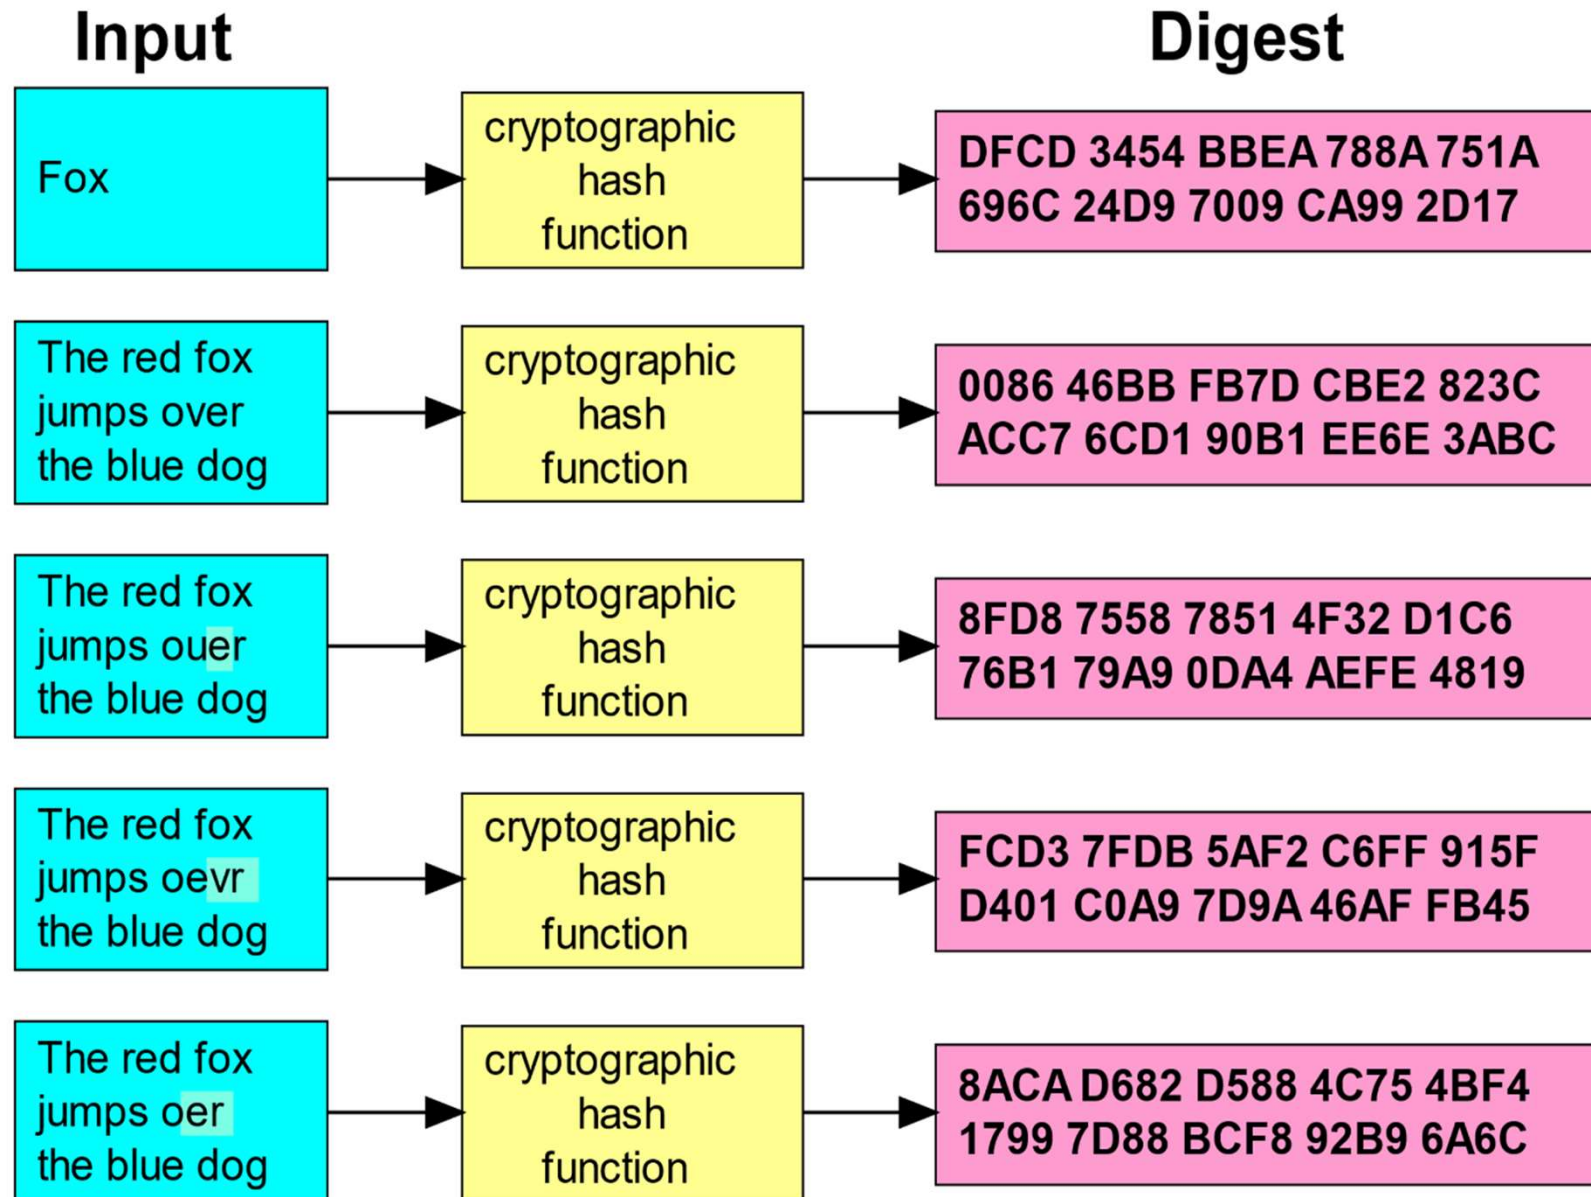 Input
Digest
Fox
cryptographic
hash
function
DFCD 3454 BBEA 788A 751A
696C 24D9 7009 CA99 2D17
The red fox
jumps over
the blue dog
cryptographic
hash
function
0086 46BB FB7D CBE2 823C
ACC7 6CD1 90B1 EE6E 3ABC
The red fox
jumps ouer
the blue dog
cryptographic
hash
function
8FD8 7558 7851 4F32 D1C6
76B1 79A9 0DA4 AEFE 4819
The red fox
jumps oevr
the blue dog
cryptographic
hash
function
FCD3 7FDB 5AF2 C6FF 915F
D401 C0A9 7D9A 46AF FB45
The red fox
jumps oer
the blue dog
cryptographic
hash
function
8ACA D682 D588 4C75 4BF4
1799 7D88 BCF8 92B9 6A6C